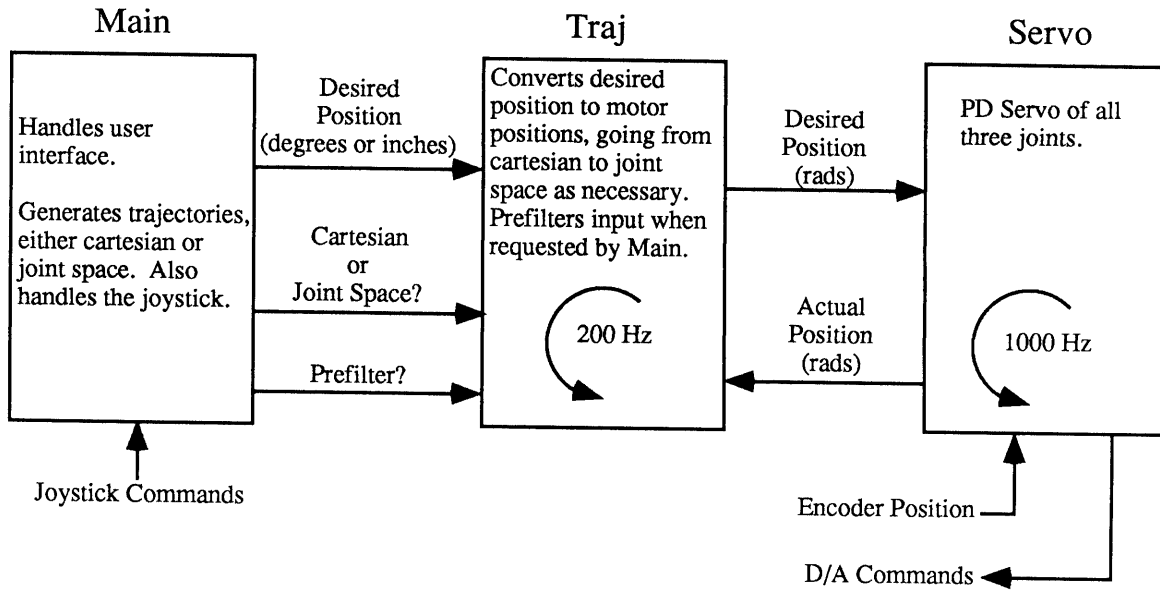 Main
Handles user
interface.
Generates trajectories,
either cartesian or
joint space. Also
handles the joystick.
Joystick Commands
Desired
Position
(degrees or inches)
Cartesian
or
Joint Space?
Prefilter?
Traj
Converts desired
position to motor
positions, going from
cartesian to joint
space as necessary.
Prefilters input when
requested by Main.
200 Hz
Desired
Position
(rads)
Actual
Position
(rads)
Servo
PD Servo of all
three joints.
1000 Hz
Encoder Position
D/A Commands